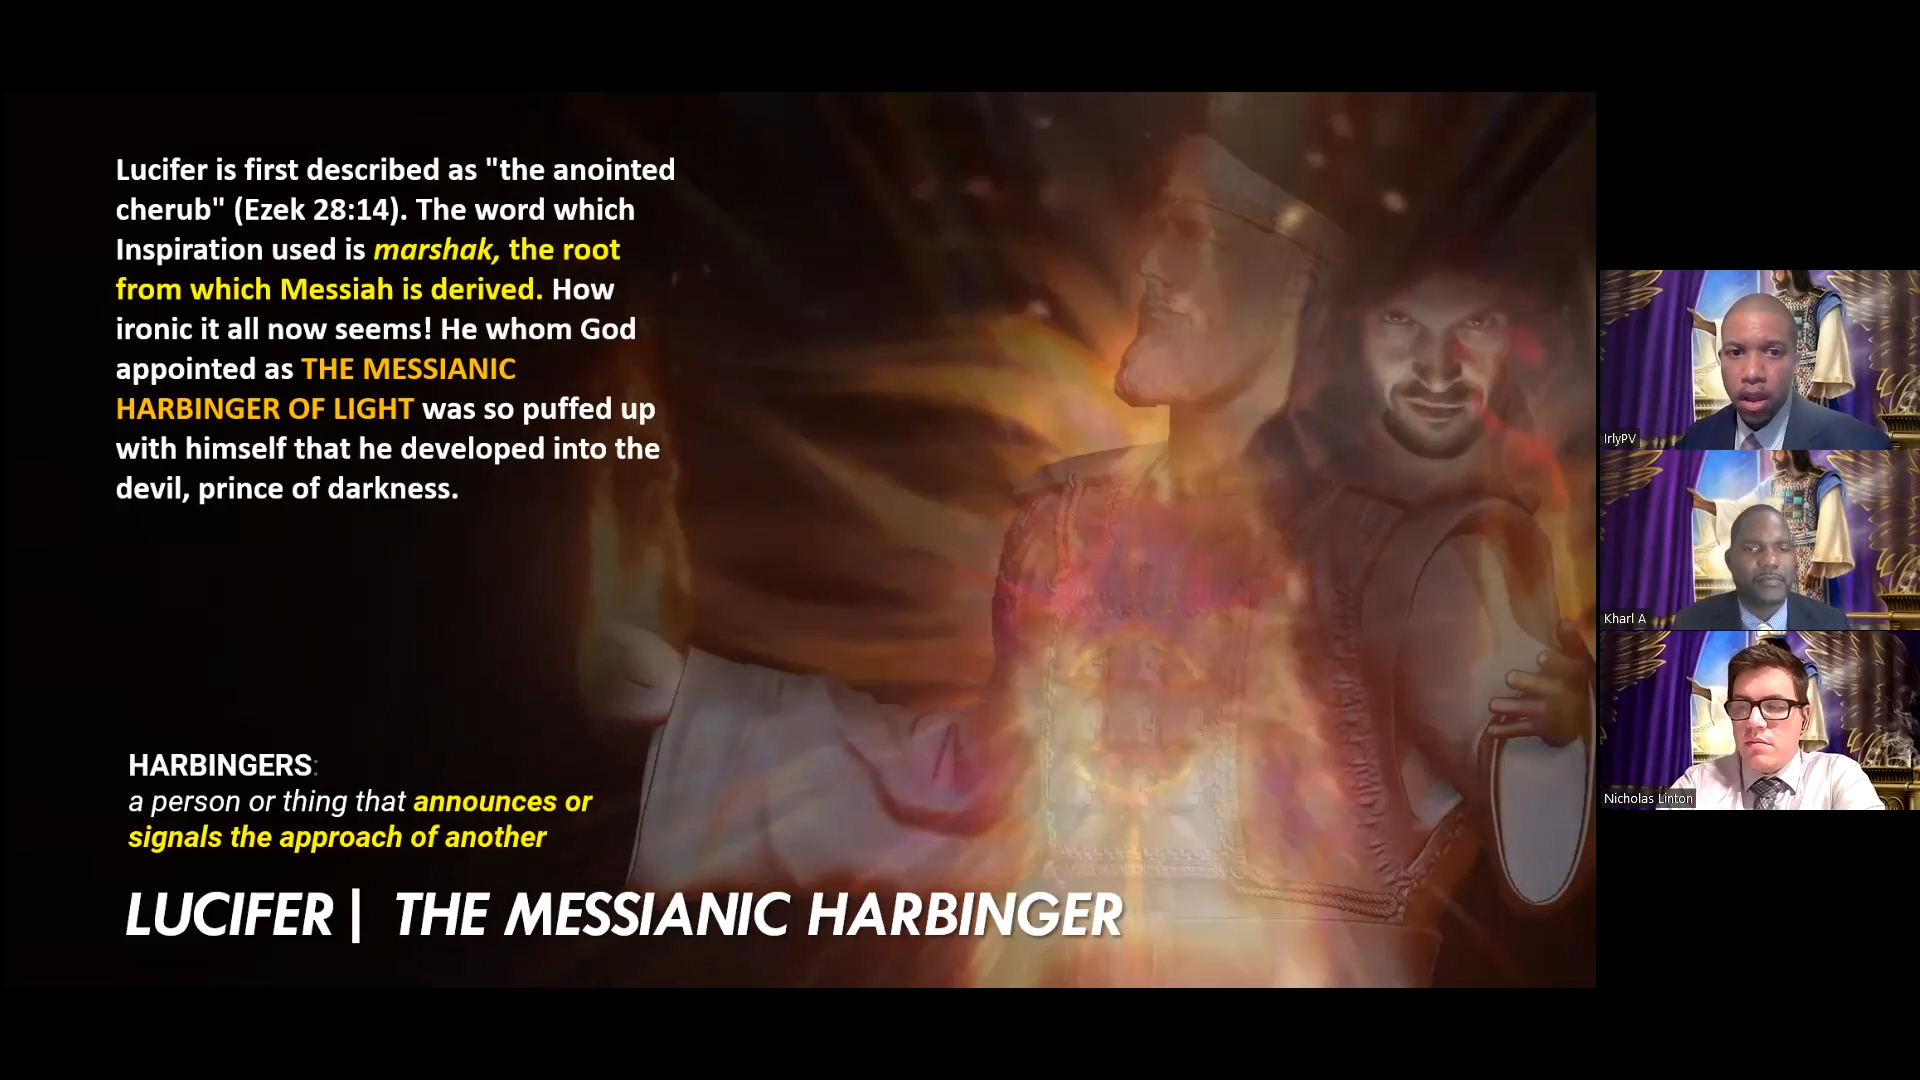 Lucifer is first described as "the anointed
cherub" (Ezek 28:14). The word which
Inspiration used is marshak, the root
from which Messiah is derived. How
ironic it all now seems! He whom God
appointed as THE MESSIANIC
HARBINGER OF LIGHT was so puffed up
with himself that he developed into the
devil, prince of darkness.
HARBINGERS:
a person or thing that announces or
signals the approach of another
LUCIFER| THE MESSIANIC HARBINGER
IrlyPV
Kharl A
Nicholas Linton